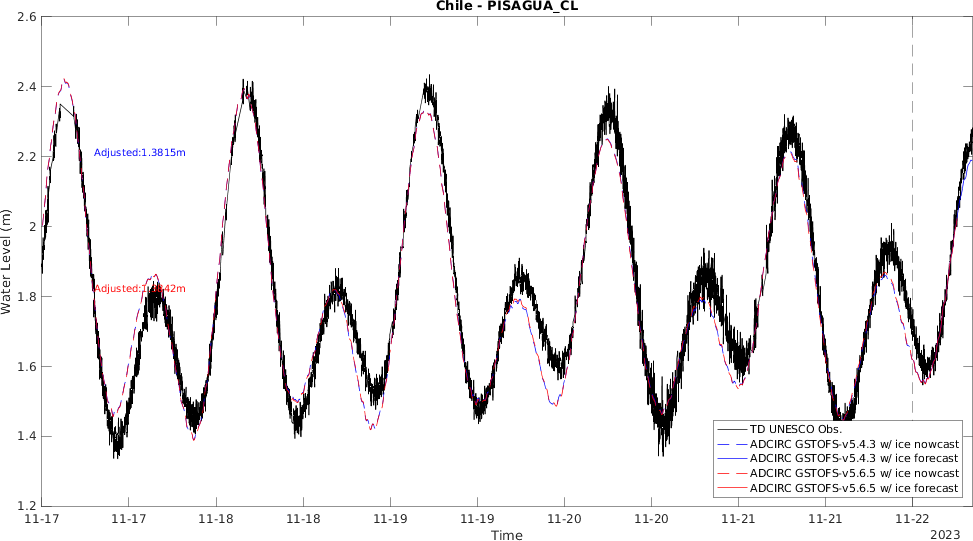 Chile - PISAGUA_CL
2.6
2.4
2.2
2
1.8
1.6
1.4
1.2
Water Level (m)
Adjusted:1.3815m
11-17
11-17
11-18
11-18
11-19
11-19
11-20
11-20
11-21
11-21
11-22
Time
2023
TD UNESCO Obs.
ADCIRC GSTOFS-v5.4.3 w/ ice nowcast
ADCIRC GSTOFS-v5.4.3 w/ ice forecast
ADCIRC GSTOFS-v5.6.5 w/ ice nowcast
ADCIRC GSTOFS-v5.6.5 w/ ice forecast